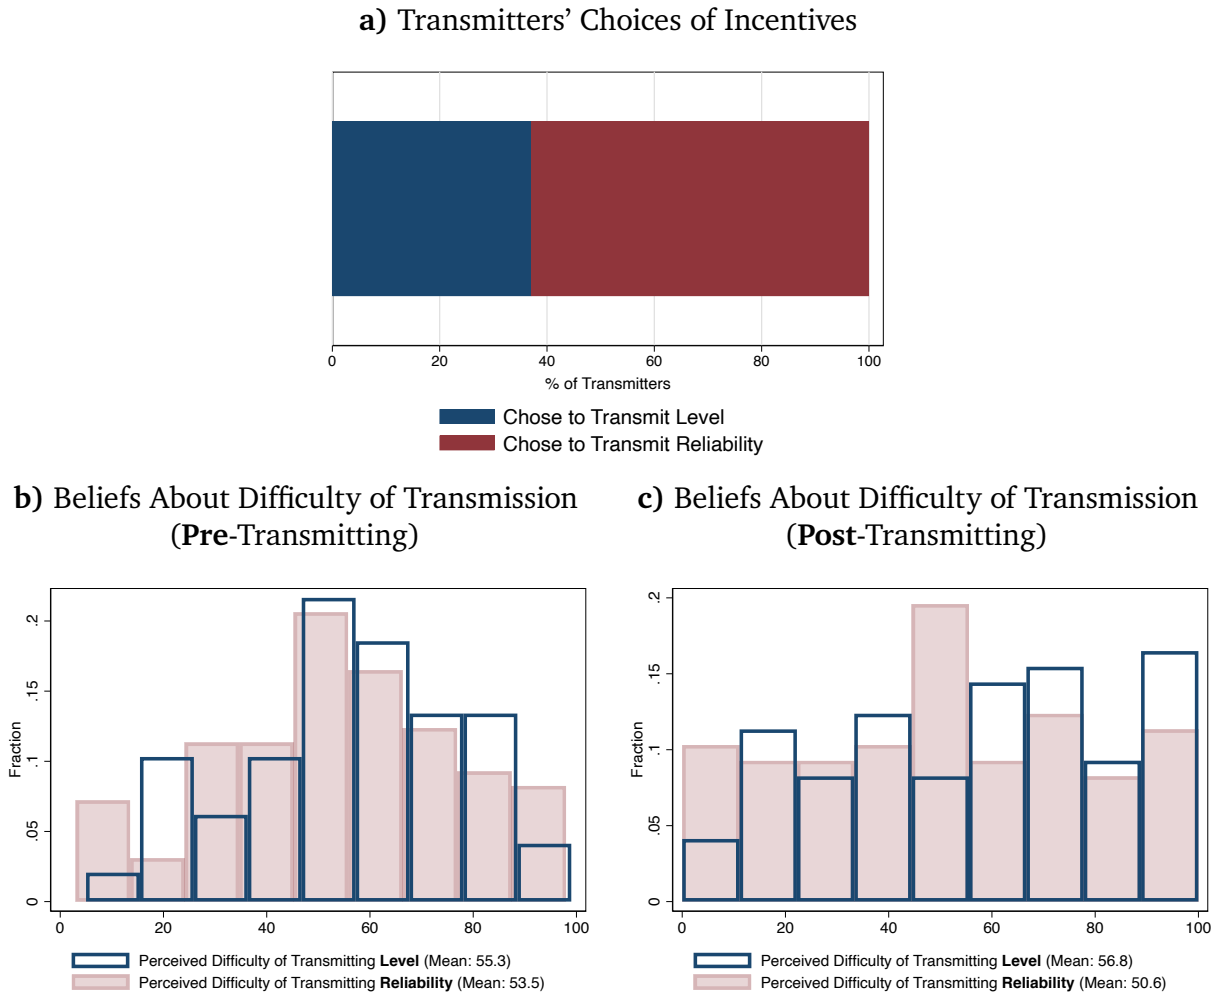 a) Transmitters' Choices of Incentives
0 20 40 60 80 100
% of Transmitters
Chose to Transmit Level
Chose to Transmit Reliability
b) Beliefs About Difficulty of Transmission
(Pre-Transmitting)
.2
.15
.1
.05
0
Fraction
0 20 40 60 80 100
Perceived Difficulty of Transmitting Level (Mean: 55.3)
Perceived Difficulty of Transmitting Reliability (Mean: 53.5)
c) Beliefs About Difficulty of Transmission
(Post-Transmitting)
.2
.15
.1
.05
0
Fraction
0 20 40 60 80 100
Perceived Difficulty of Transmitting Level (Mean: 56.8)
Perceived Difficulty of Transmitting Reliability (Mean: 50.6)